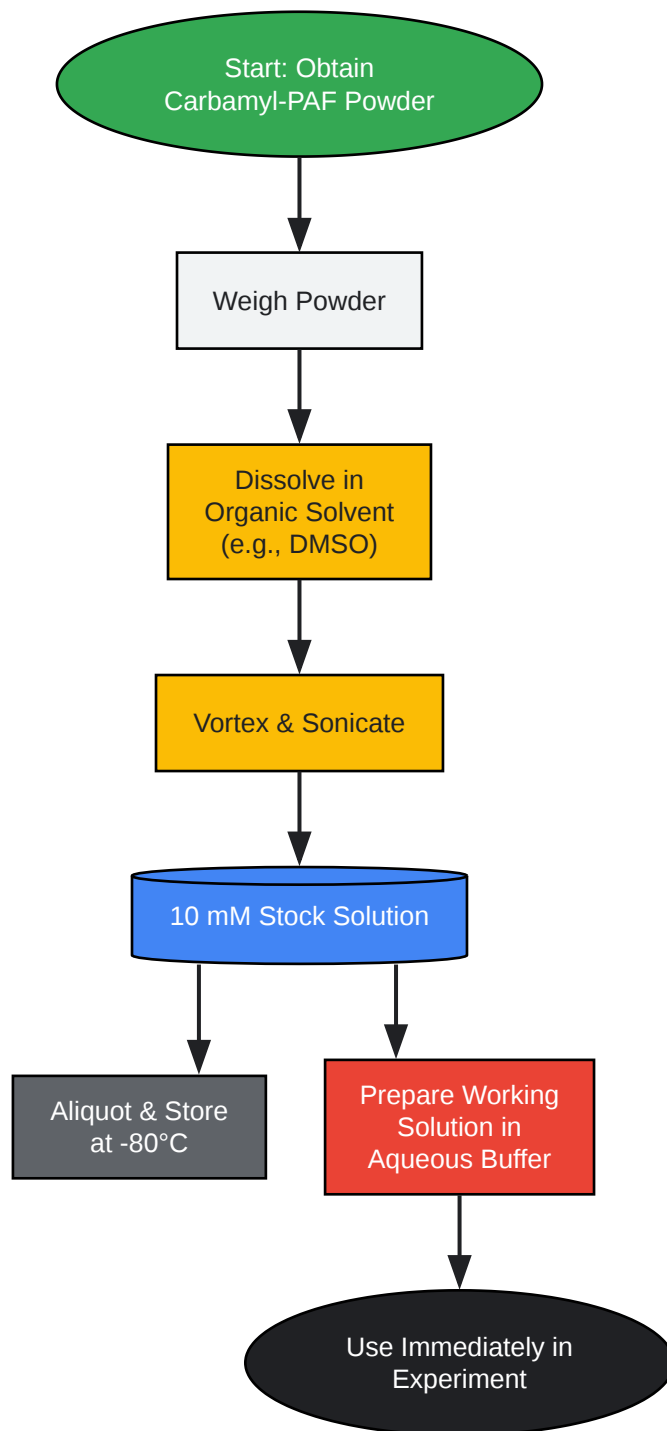 Start: Obtain
Carbamyl-PAF Powder
Weigh Powder
Dissolve in
Organic Solvent
(e.g., DMSO)
Vortex & Sonicate
10 mM Stock Solution
Aliquot & Store
at -80°C
Prepare Working
Solution in
Aqueous Buffer
Use Immediately in
Experiment